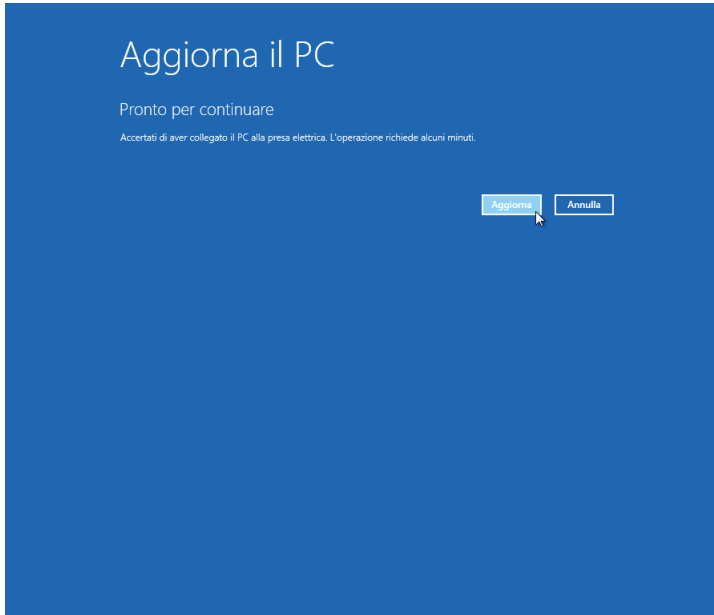 Aggiorna il PC
Pronto per continuare
Accertati di aver collegato il PC alla presa elettrica. L'operazione richiede alcuni minuti.
Aggiorna Annulla